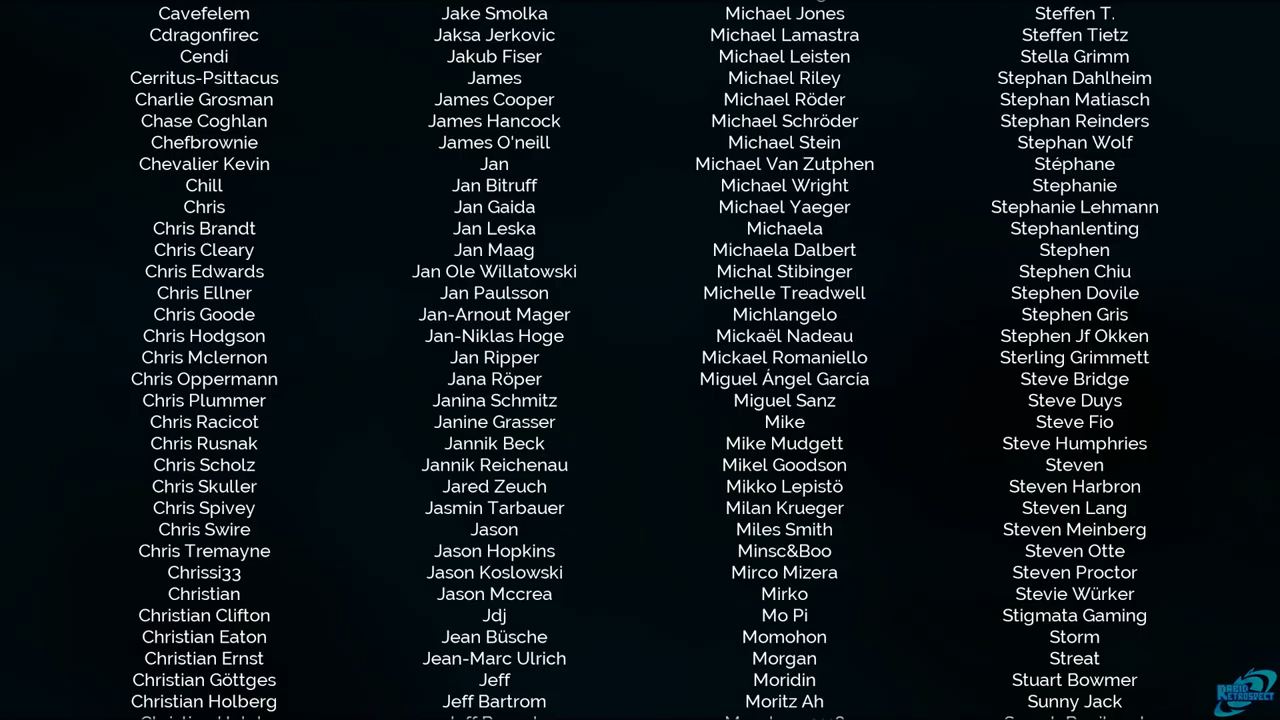 Cavefelem
Cdragonfirec
Cendi
Cerritus-Psittacus
Charlie Grosman
Chase Coghlan
Chefbrownie
Chevalier Kevin
Chill
Chris
Chris Brandt
Chris Cleary
Chris Edwards
Chris Ellner
Chris Goode
Chris Hodgson
Chris Mclernon
Chris Oppermann
Chris Plummer
Chris Racicot
Chris Rusnak
Chris Scholz
Chris Skuller
Chris Spivey
Chris Swire
Chris Tremayne
Chrissi33
Christian
Christian Clifton
Christian Eaton
Christian Ernst
Christian Göttges
Christian Holberg
Jake Smolka
Jaksa Jerkovic
Jakub Fiser
James
James Cooper
James Hancock
James O'neill
Jan
Jan Bitruff
Jan Gaida
Jan Leska
Jan Maag
Jan Ole Willatowski
Jan Paulsson
Jan-Arnout Mager
Jan-Niklas Hoge
Jan Ripper
Jana Röper
Janina Schmitz
Janine Grasser
Jannik Beck
Jannik Reichenau
Jared Zeuch
Jasmin Tarbauer
Jason
Jason Hopkins
Jason Koslowski
Jason Mccrea
Jdj
Jean Büsche
Jean-Marc Ulrich
Jeff
Jeff Bartrom
Michael Jones
Michael Lamastra
Michael Leisten
Michael Riley
Michael Röder
Michael Schröder
Michael Stein
Michael Van Zutphen
Michael Wright
Michael Yaeger
Michaela
Michaela Dalbert
Michal Stibinger
Michelle Treadwell
Michlangelo
Mickaël Nadeau
Mickael Romaniello
Miguel Ángel García
Miguel Sanz
Mike
Mike Mudgett
Mikel Goodson
Mikko Lepistö
Milan Krueger
Miles Smith
Minsc&Boo
Mirco Mizera
Mirko
Mo Pi
Momohon
Morgan
Moridin
Moritz Ah
Steffen T.
Steffen Tietz
Stella Grimm
Stephan Dahlheim
Stephan Matiasch
Stephan Reinders
Stephan Wolf
Stéphane
Stephanie
Stephanie Lehmann
Stephanlenting
Stephen
Stephen Chiu
Stephen Dovile
Stephen Gris
Stephen Jf Okken
Sterling Grimmett
Steve Bridge
Steve Duys
Steve Fio
Steve Humphries
Steven
Steven Harbron
Steven Lang
Steven Meinberg
Steven Otte
Steven Proctor
Stevie Würker
Stigmata Gaming
Storm
Streat
Stuart Bowmer
Sunny Jack
RABID
RETROSPECT